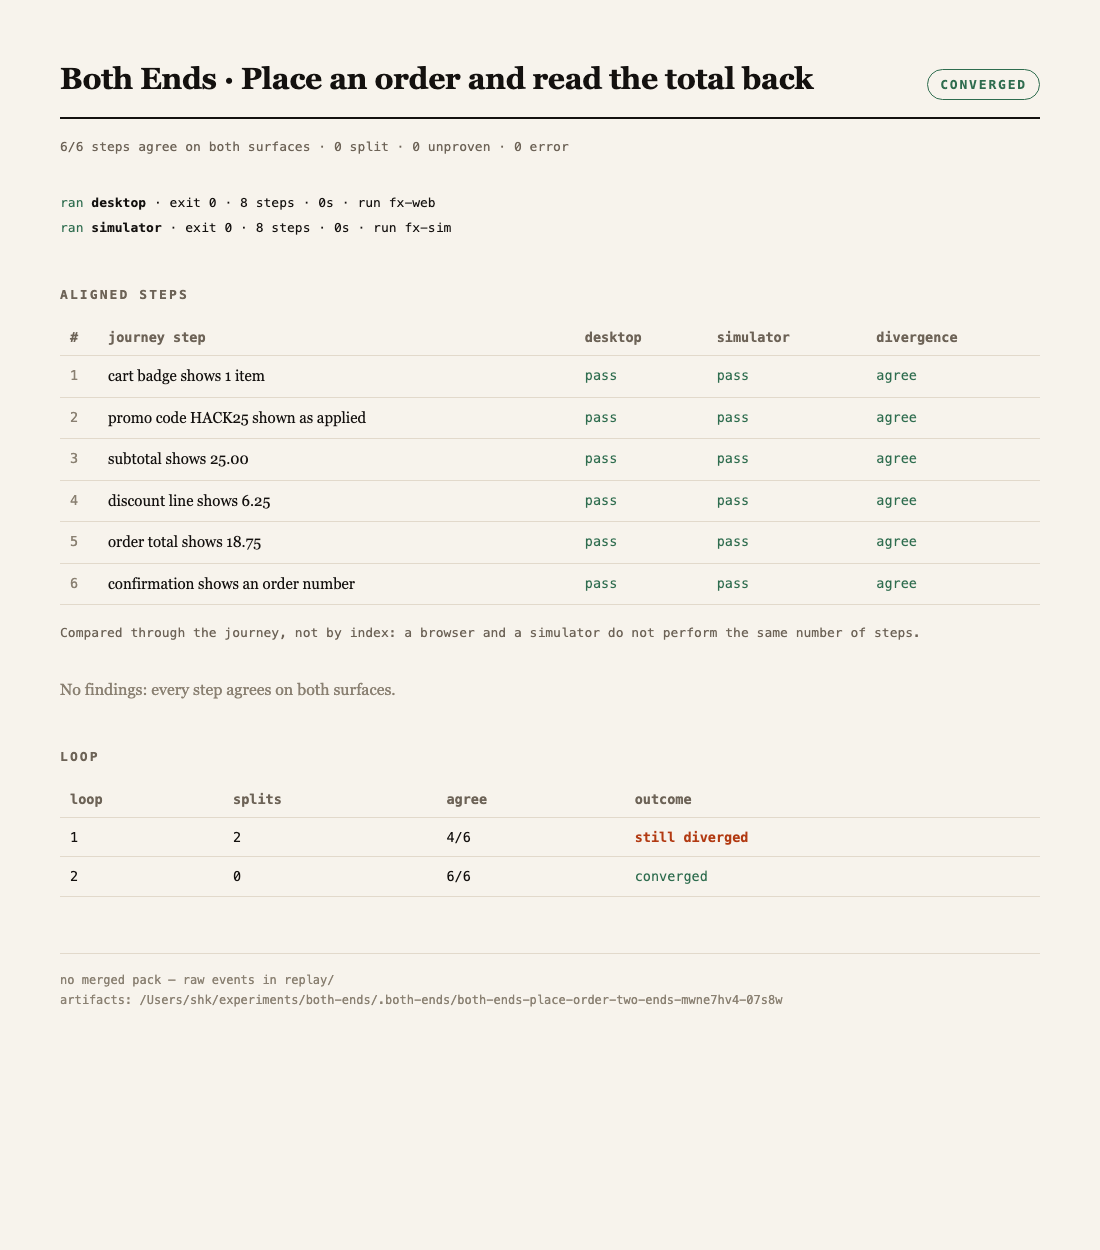 Both Ends · Place an order and read the total back
CONVERGED
6/6 steps agree on both surfaces · 0 split · 0 unproven · 0 error
ran desktop · exit 0 · 8 steps · 0s · run fx-web
ran simulator · exit 0 · 8 steps · 0s · run fx-sim
ALIGNED STEPS
# journey step desktop simulator divergence
1 cart badge shows 1 item pass pass agree
2 promo code HACK25 shown as applied pass pass agree
3 subtotal shows 25.00 pass pass agree
4 discount line shows 6.25 pass pass agree
5 order total shows 18.75 pass pass agree
6 confirmation shows an order number pass pass agree
Compared through the journey, not by index: a browser and a simulator do not perform the same number of steps.
No findings: every step agrees on both surfaces.
LOOP
loop splits agree outcome
1 2 4/6 still diverged
2 0 6/6 converged
no merged pack — raw events in replay/
artifacts: /Users/shk/experiments/both-ends/.both-ends/both-ends-place-order-two-ends-mwne7hv4-07s8w